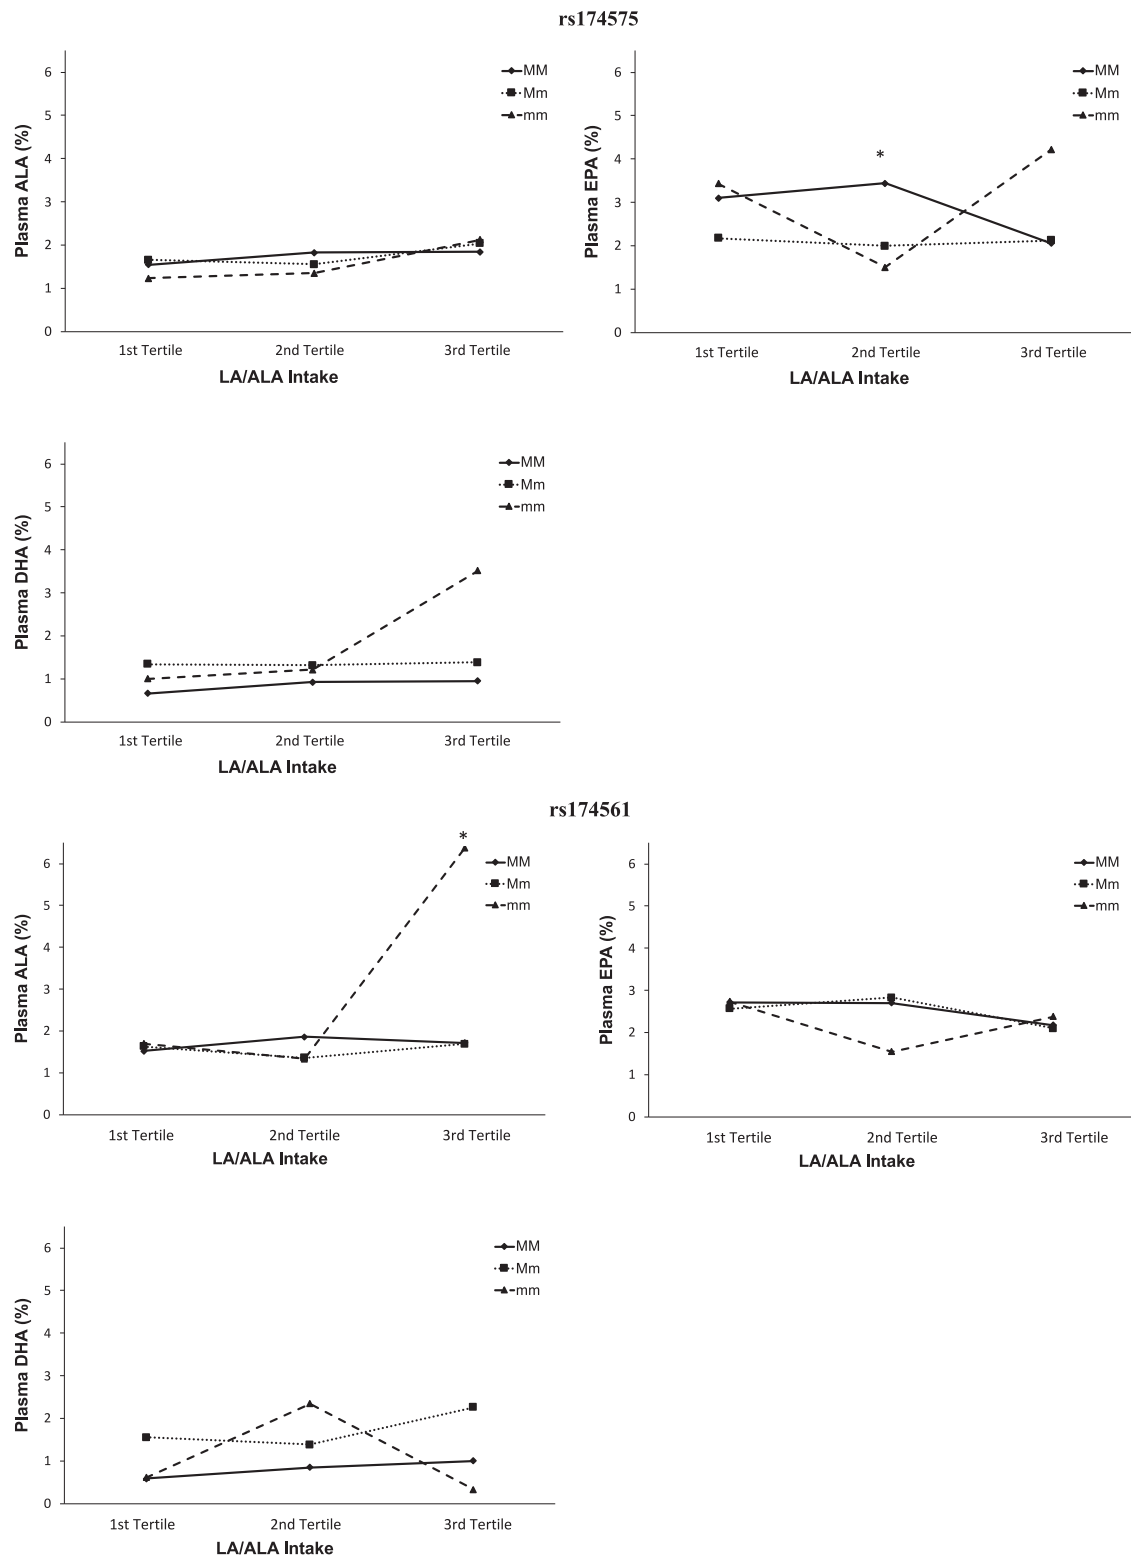 rs174575
6
5
4
3
2
1
0
Plasma ALA (%)
MM
Mm
mm
1st Tertile
2nd Tertile
3rd Tertile
LA/ALA Intake
6
5
4
3
2
1
0
Plasma EPA (%)
*
MM
Mm
mm
1st Tertile
2nd Tertile
3rd Tertile
LA/ALA Intake
6
5
4
3
2
1
0
Plasma DHA (%)
MM
Mm
mm
1st Tertile
2nd Tertile
3rd Tertile
LA/ALA Intake
rs174561
6
5
4
3
2
1
0
Plasma ALA (%)
*
MM
Mm
mm
1st Tertile
2nd Tertile
3rd Tertile
LA/ALA Intake
6
5
4
3
2
1
0
Plasma EPA (%)
MM
Mm
mm
1st Tertile
2nd Tertile
3rd Tertile
LA/ALA Intake
6
5
4
3
2
1
0
Plasma DHA (%)
MM
Mm
mm
1st Tertile
2nd Tertile
3rd Tertile
LA/ALA Intake